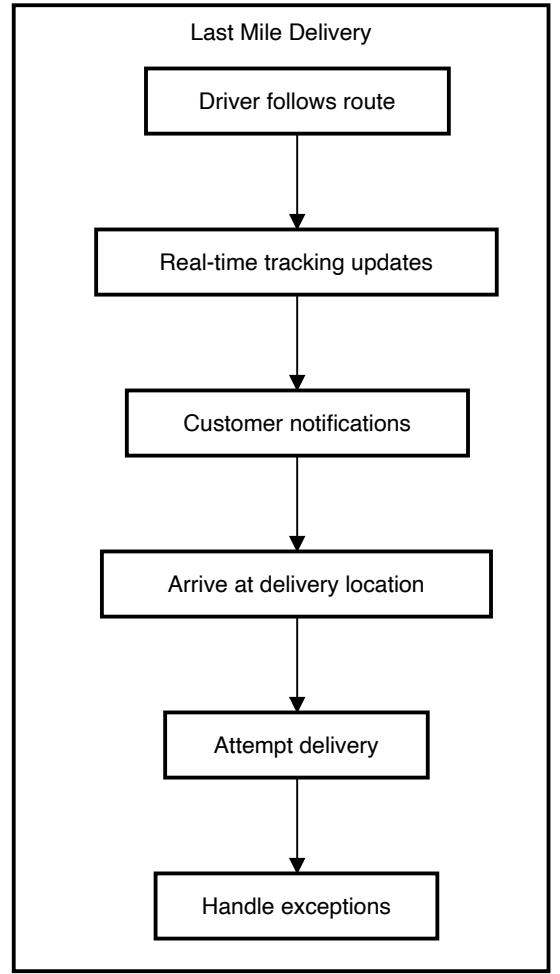 Last Mile Delivery
Driver follows route
Real-time tracking updates
Customer notifications
Arrive at delivery location
Attempt delivery
Handle exceptions